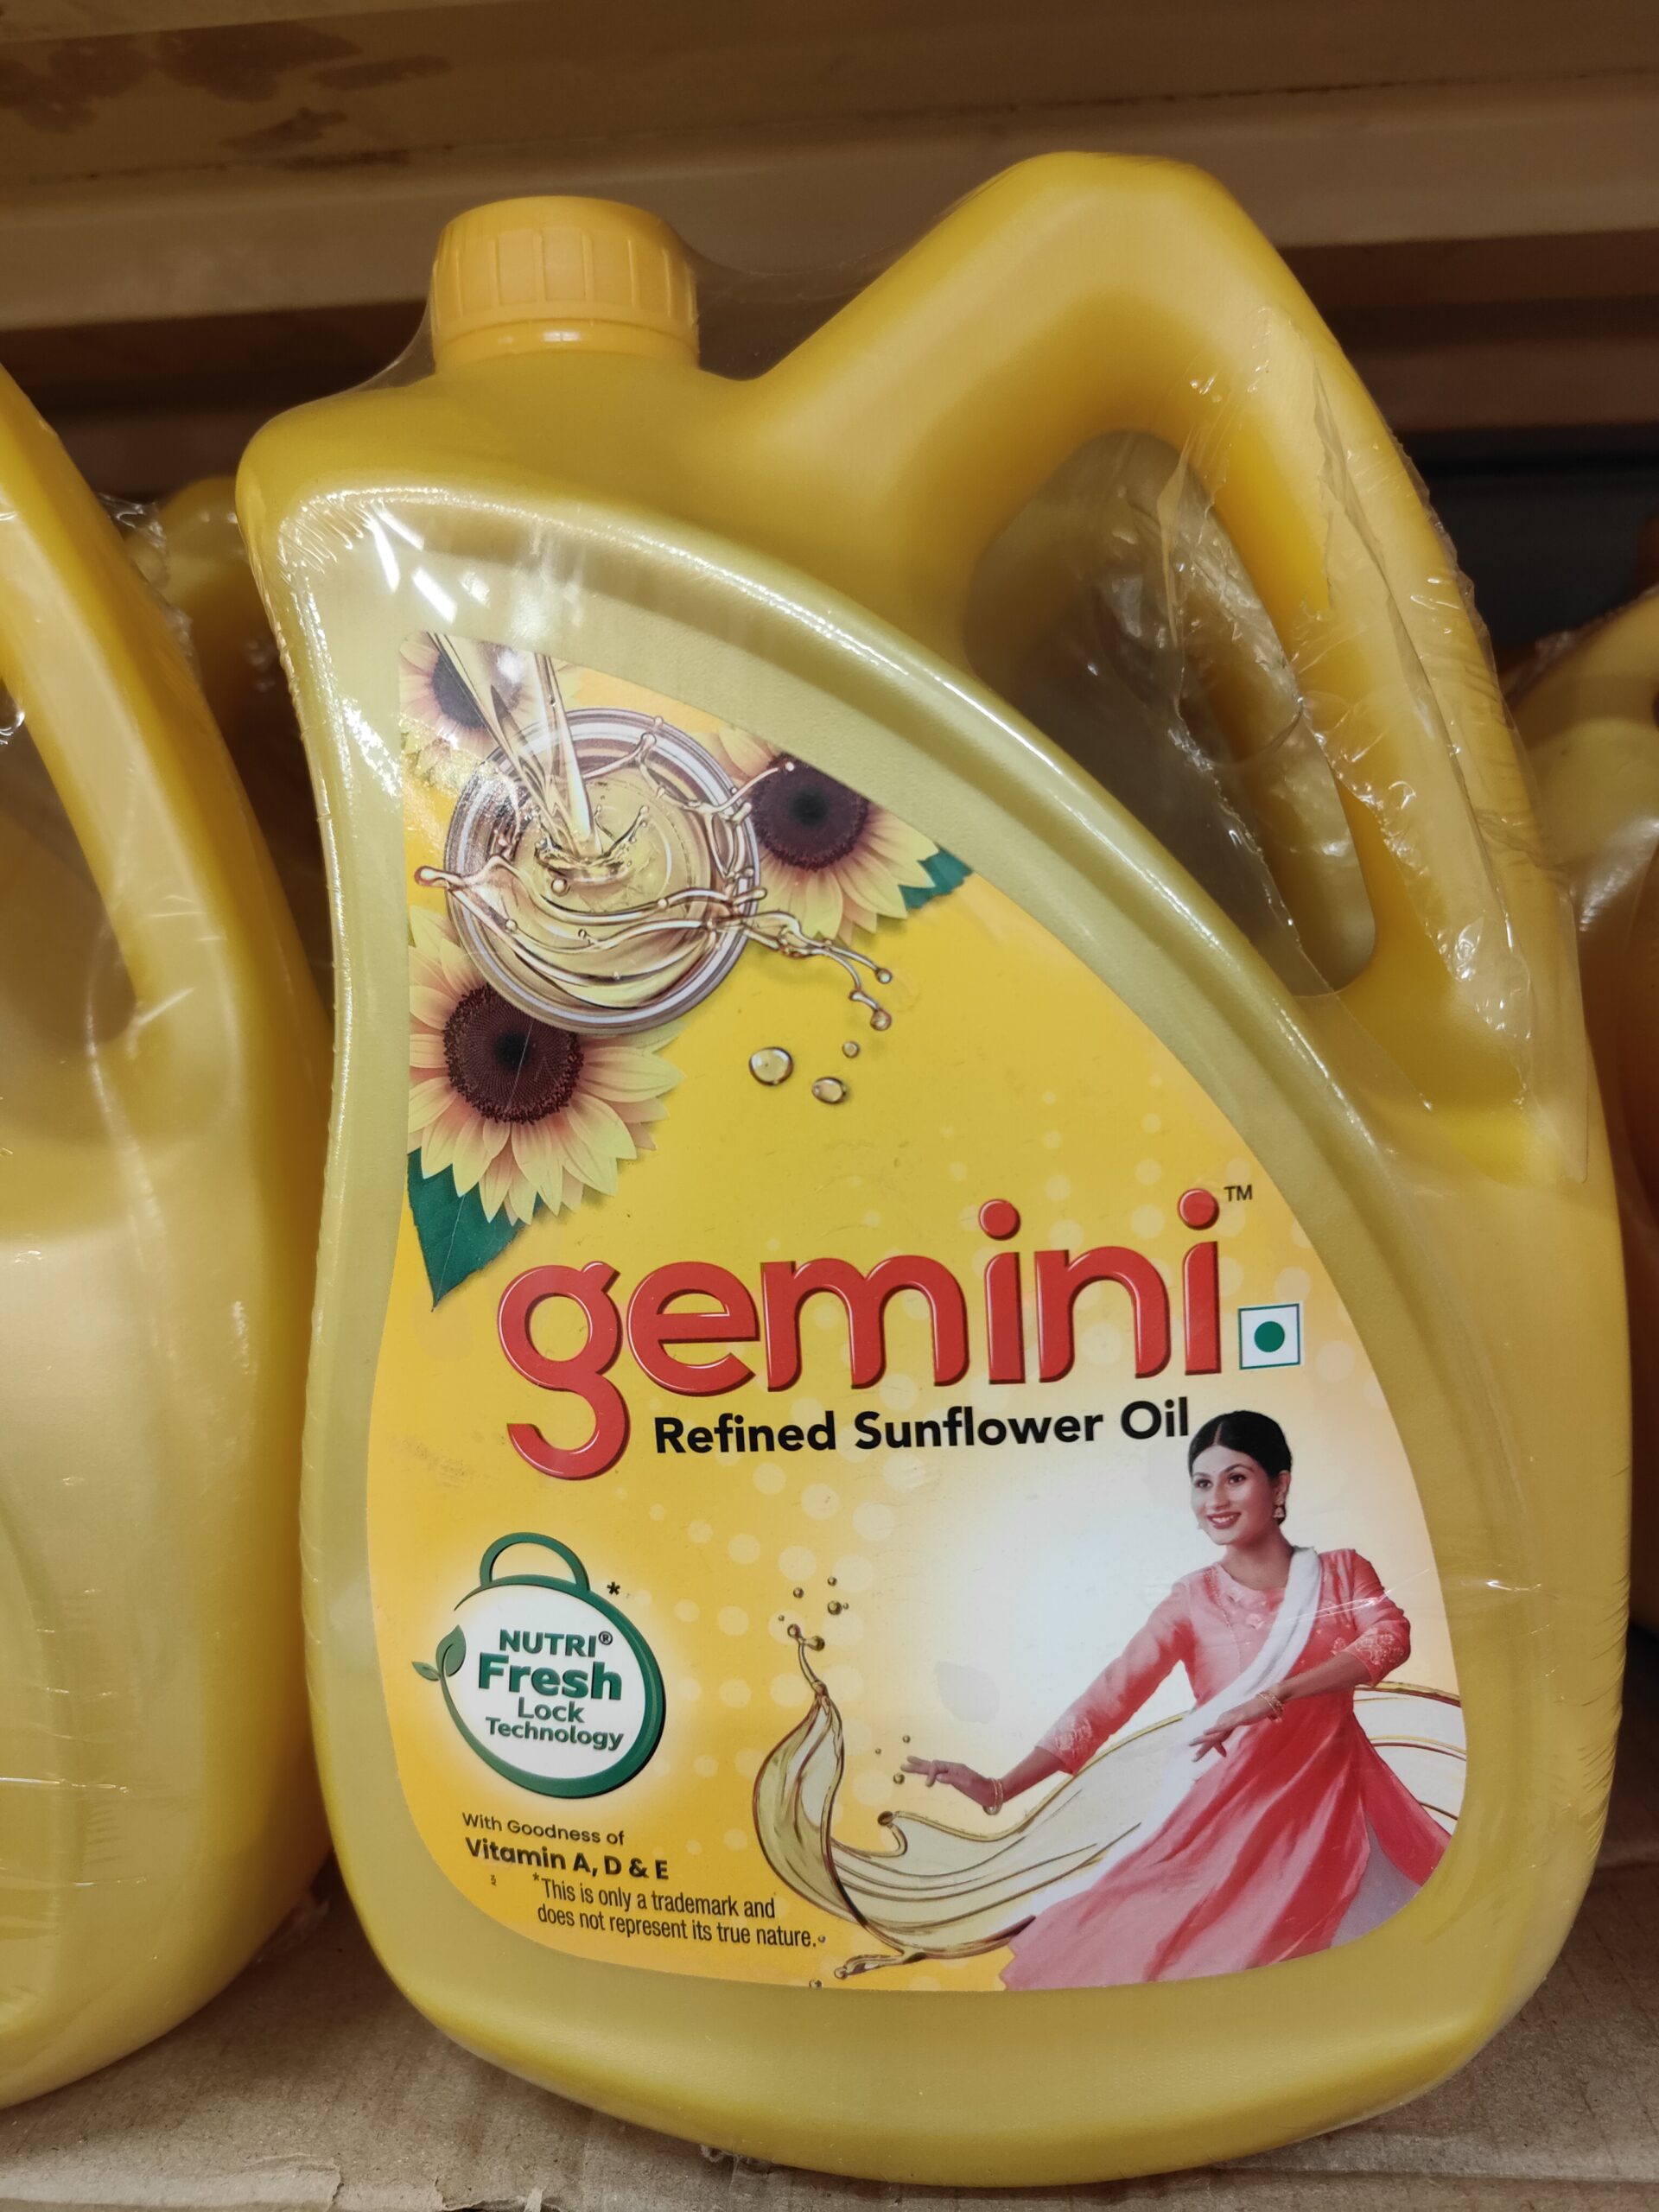 gemini™
Refined Sunflower Oil
*
NUTRI®
Fresh
Lock
Technology
With Goodness of
Vitamin A, D & E
*This is only a trademark and
does not represent its true nature.